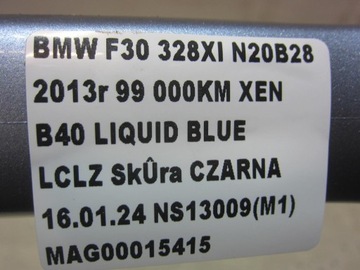 BMW F30 328XI N20B28
2013r 99 000KM XEN
B40 LIQUID BLUE
LCLZ SkÛra CZARNA
16.01.24 NS13009(M1)
MAG00015415